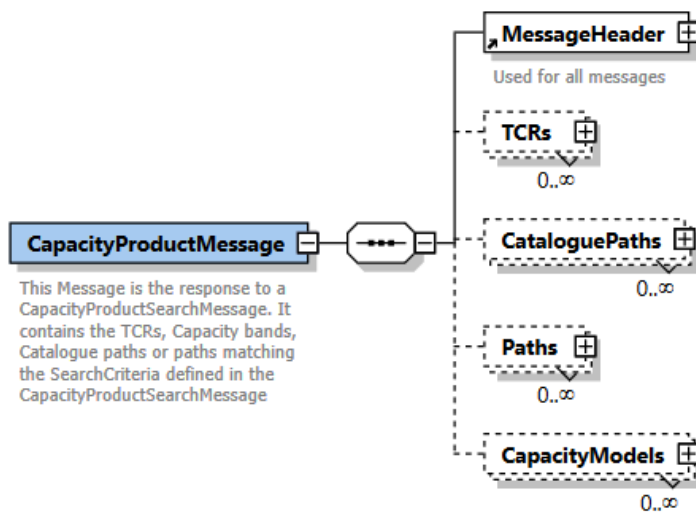 MessageHeader
Used for all messages
TCRs
0..∞
CapacityProductMessage
This Message is the response to a
CapacityProductSearchMessage. It
contains the TCRs, Capacity bands,
Catalogue paths or paths matching
the SearchCriteria defined in the
CapacityProductSearchMessage
CataloguePaths
0..∞
Paths
0..∞
CapacityModels
0..∞